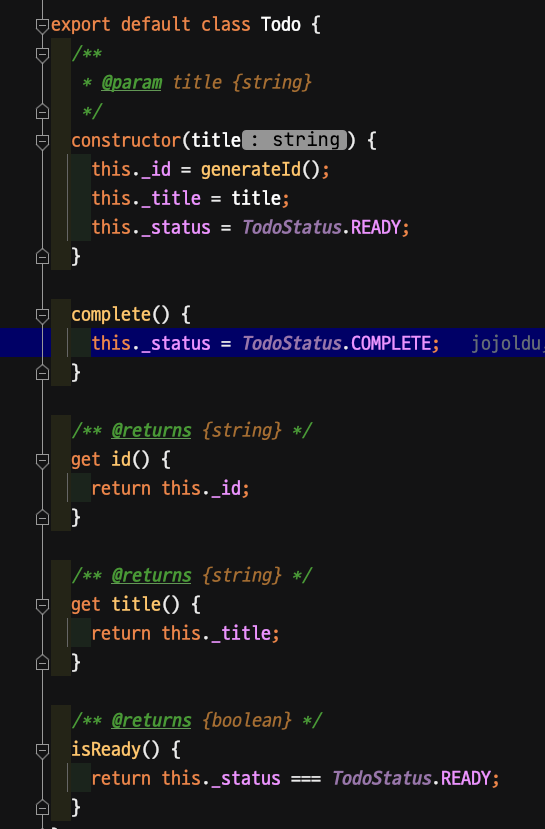 export default class Todo {
/**
 * @param title {string}
 */
constructor(title : string ) {
this._id = generateId();
this._title = title;
this._status = TodoStatus.READY;
}
complete() {
this._status = TodoStatus.COMPLETE; jojoldu,
}
/** @returns {string} */
get id() {
return this._id;
}
/** @returns {string} */
get title() {
return this._title;
}
/** @returns {boolean} */
isReady() {
return this._status === TodoStatus.READY;
}